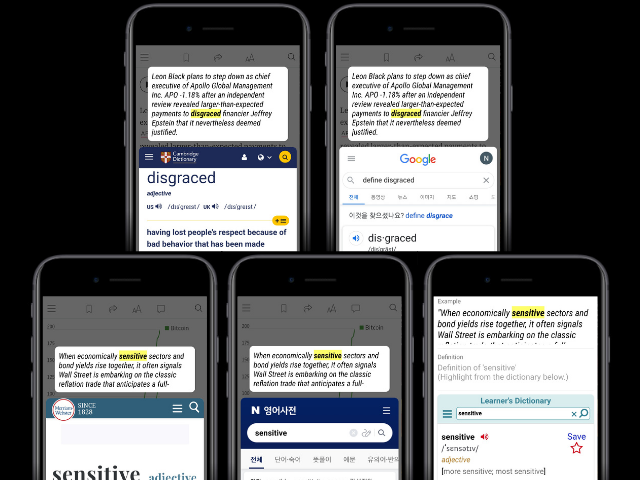 Leon Black plans to step down as chief
executive of Apollo Global Management
Inc. APO -1.18% after an independent
review revealed larger-than-expected
payments to disgraced financier Jeffrey
Epstein that it nevertheless deemed
justified.
Cambridge
Dictionary
disgraced
adjective
US /dɪsˈɡreɪst/ UK /dɪsˈɡreɪst/
having lost people's respect because of
bad behavior that has been made
Leon Black plans to step down as chief
executive of Apollo Global Management
Inc. APO -1.18% after an independent
review revealed larger-than-expected
payments to disgraced financier Jeffrey
Epstein that it nevertheless deemed
justified.
Google
N
define disgraced
전체 동영상 뉴스 이미지 지도 쇼핑
이것을 찾으셨나요? define disgrace
dis·graced
/disˈɡrāst/
Bitcoin
When economically sensitive sectors and
bond yields rise together, it often signals
Wall Street is embarking on the classic
reflation trade that anticipates a full-
Merriam-
Webster
SINCE
1828
sensitive adjective
Bitcoin
When economically sensitive sectors and
bond yields rise together, it often signals
Wall Street is embarking on the classic
reflation trade that anticipates a full-
N 영어사전
sensitive
전체 단어·숙어 뜻풀이 예문 유의어·반의
Example
"When economically sensitive sectors and
bond yields rise together, it often signals
Wall Street is embarking on the classic
Definition
Definition of 'sensitive'
(Highlight from the dictionary below.)
Learner's Dictionary
sensitive
sensitive Save
/ˈsɛnsətɪv/
adjective
[more sensitive; most sensitive]